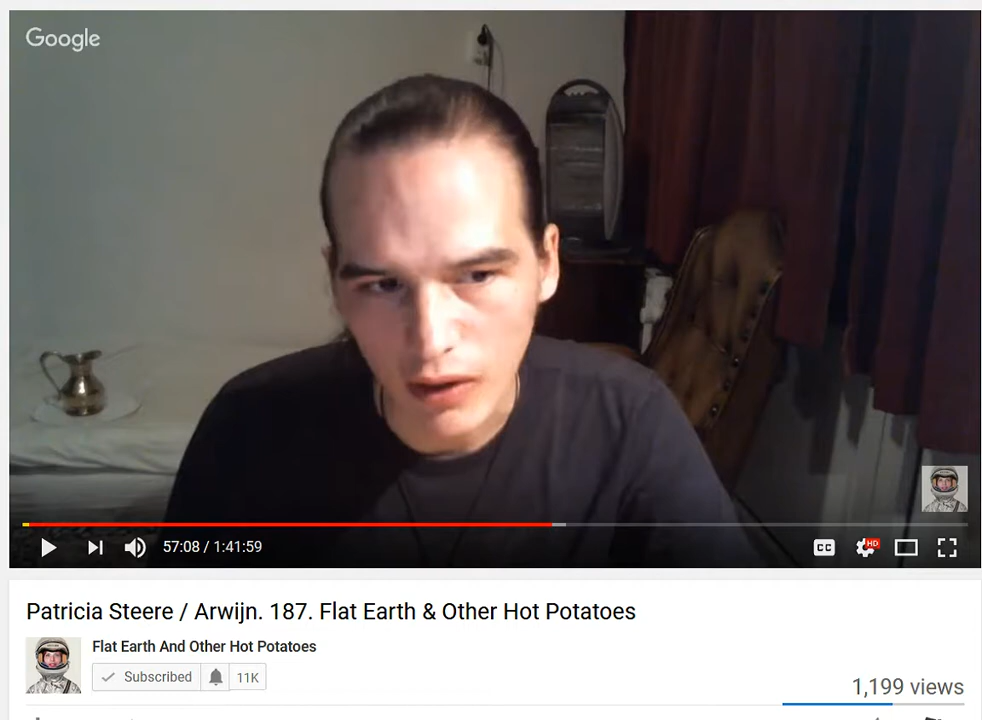 Google
57:08 / 1:41:59
CC
HD
Patricia Steere / Arwijn. 187. Flat Earth & Other Hot Potatoes
Flat Earth And Other Hot Potatoes
Subscribed 11K
1,199 views